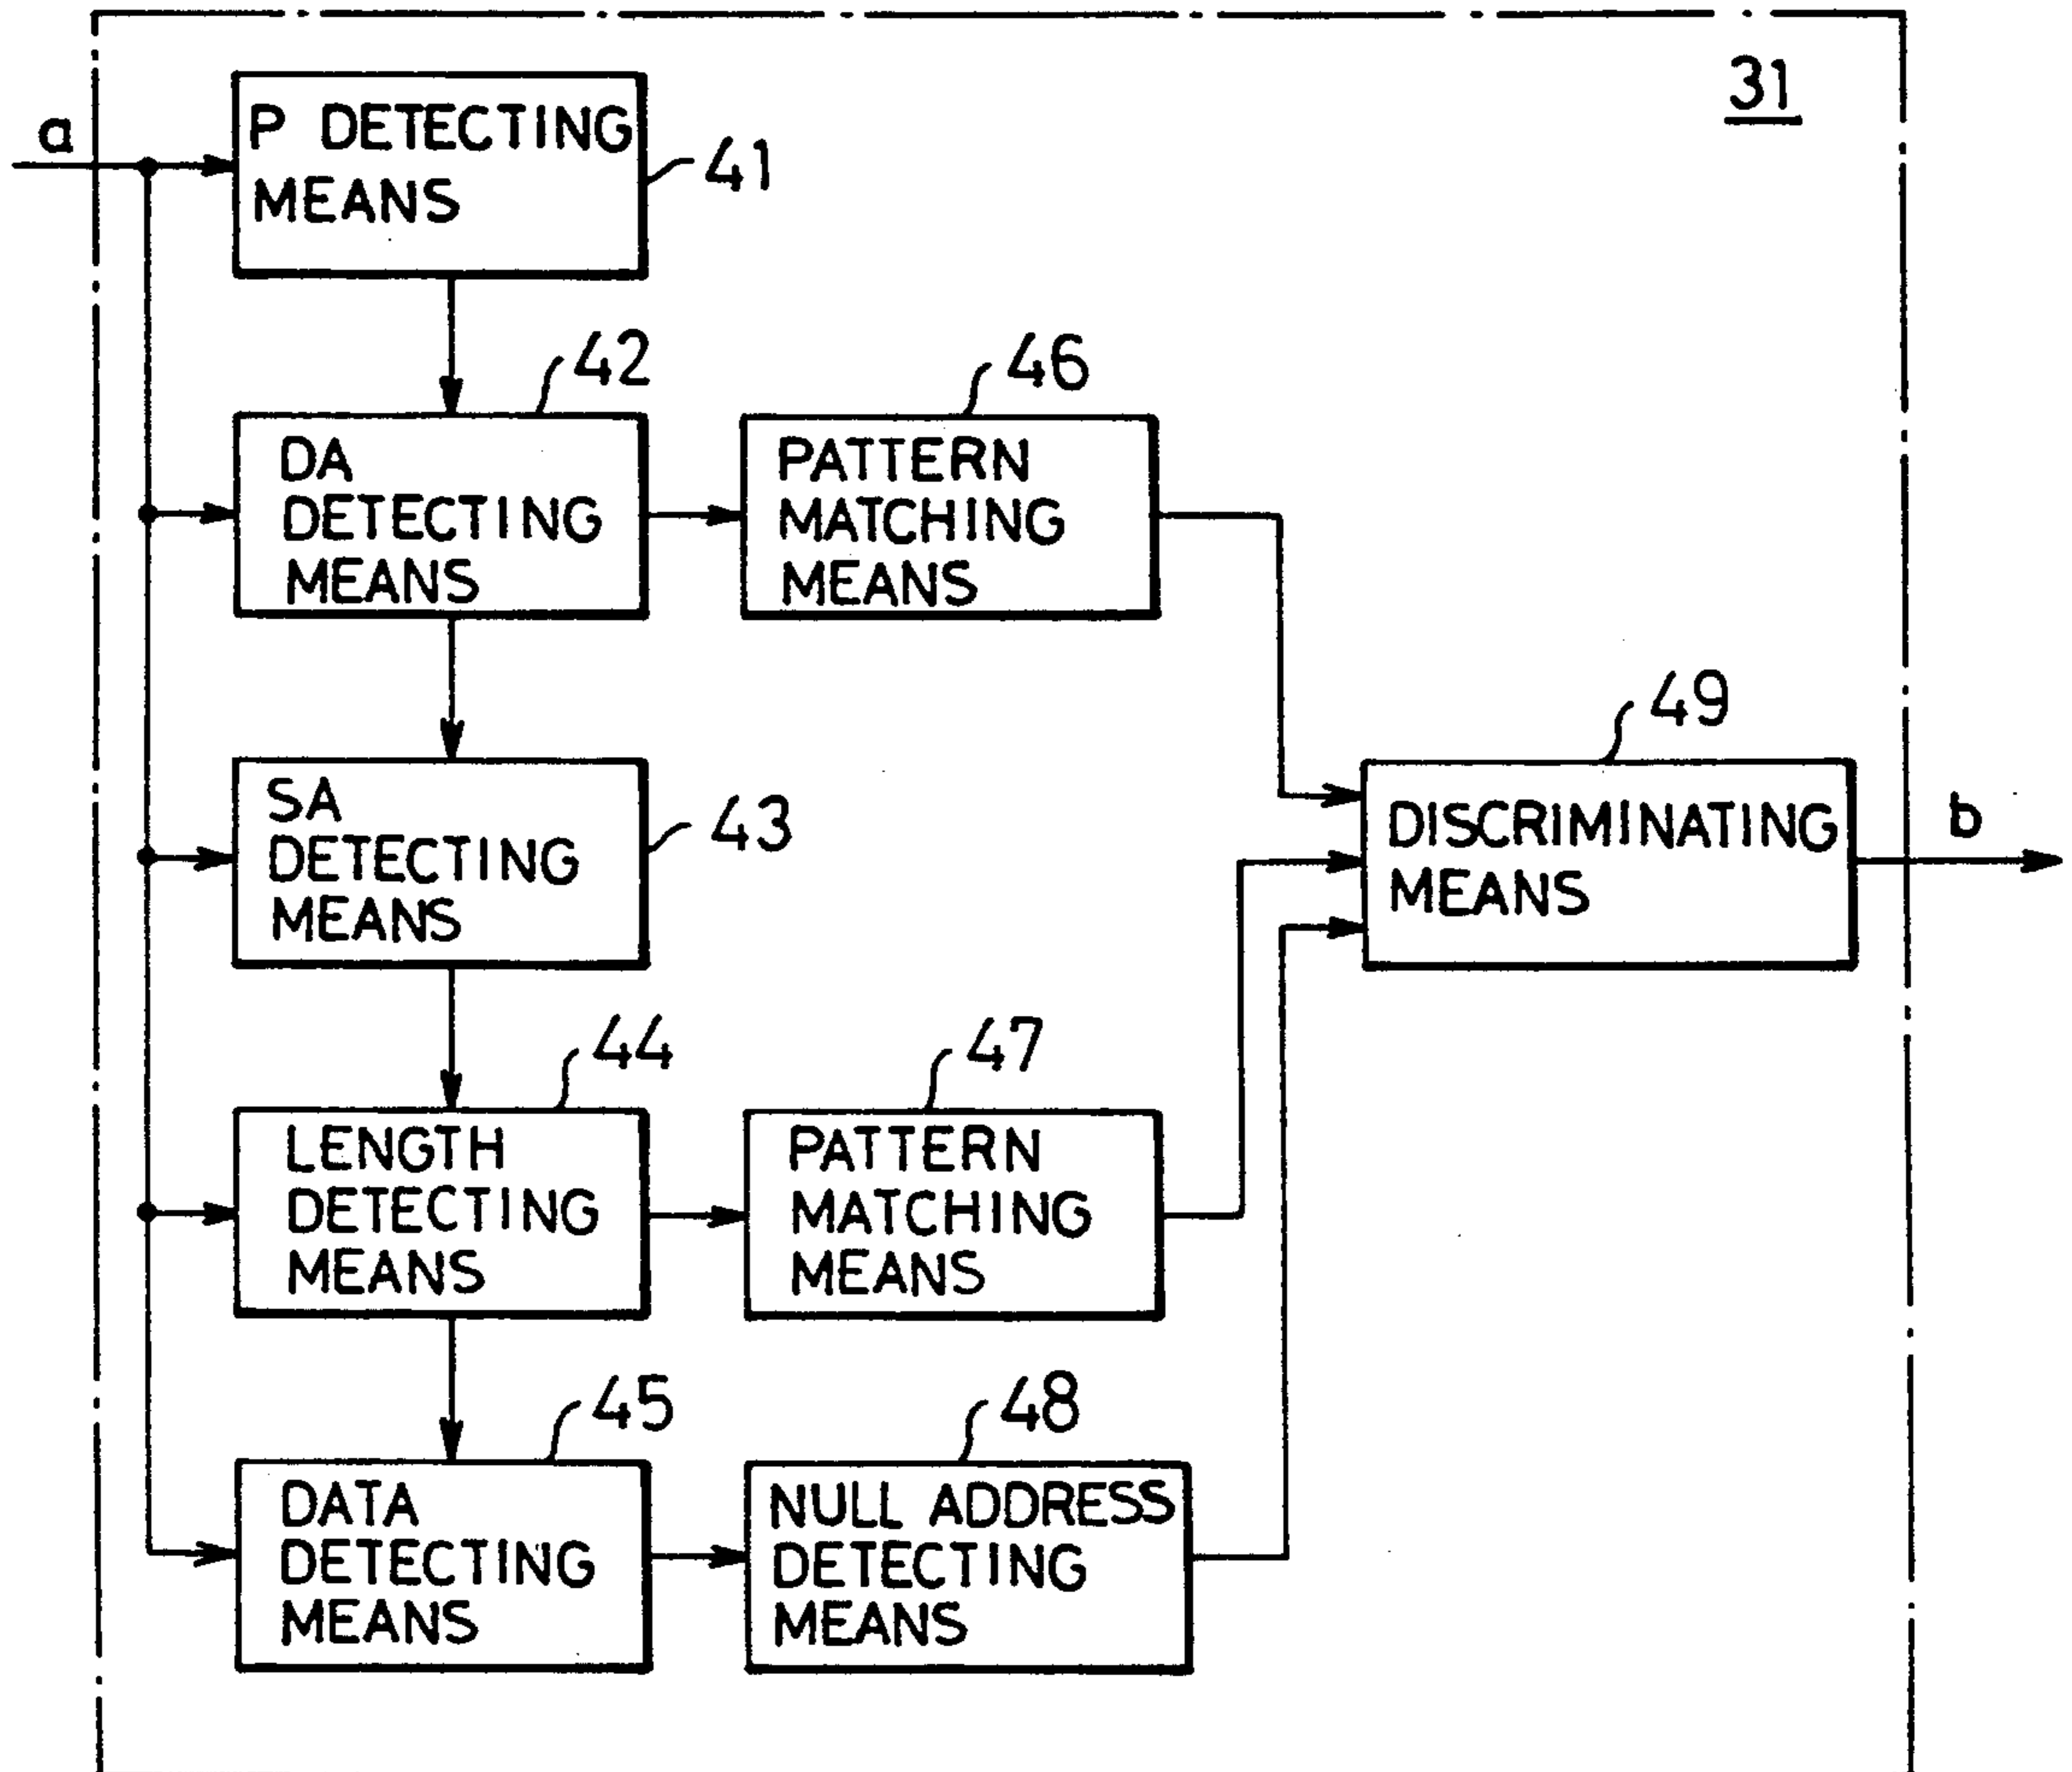 31
a
P DETECTING
MEANS
41
42
DA
DETECTING
MEANS
46
PATTERN
MATCHING
MEANS
SA
DETECTING
MEANS
43
49
DISCRIMINATING
MEANS
b
44
LENGTH
DETECTING
MEANS
47
PATTERN
MATCHING
MEANS
45
DATA
DETECTING
MEANS
48
NULL ADDRESS
DETECTING
MEANS